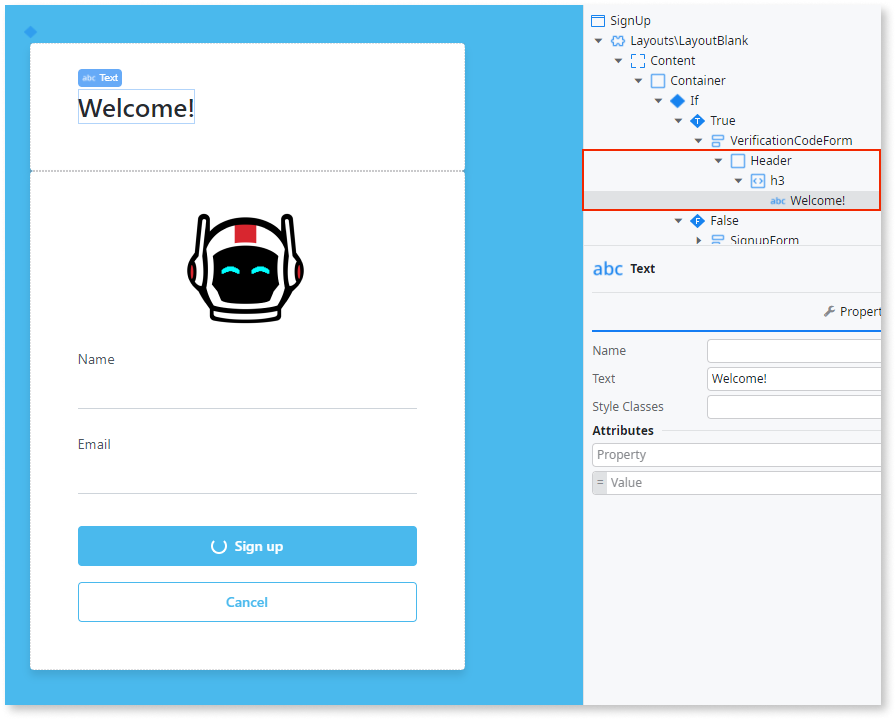 abc Text
Welcome!
Name
Email
Sign up
Cancel
SignUp
Layouts\LayoutBlank
Content
Container
If
T True
VerificationCodeForm
Header
h3
abc Welcome!
F False
SignupForm
abc Text
Propert
Name
Text Welcome!
Style Classes
Attributes
Property
= Value